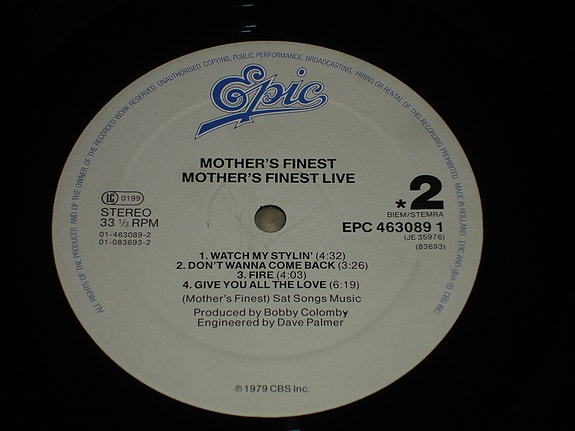 ALL RIGHTS OF THE PRODUCER AND OF THE OWNER OF THE RECORDED WORK RESERVED. UNAUTHORISED COPYING, PUBLIC PERFORMANCE, BROADCASTING, HIRING OR RENTAL OF THIS RECORDING PROHIBITED. MADE IN HOLLAND. EPIC AND ARE ® CBS INC.
Epic
MOTHER'S FINEST
MOTHER'S FINEST LIVE
LC 0199
STEREO
33 1/3 RPM
01-463089-2
01-083693-2
*2
BIEM/STEMRA
EPC 463089 1
(JE 35976)
(83693)
1. WATCH MY STYLIN' (4:32)
2. DON'T WANNA COME BACK (3:26)
3. FIRE (4:03)
4. GIVE YOU ALL THE LOVE (6:19)
(Mother's Finest) Sat Songs Music
Produced by Bobby Colomby
Engineered by Dave Palmer
℗ 1979 CBS Inc.